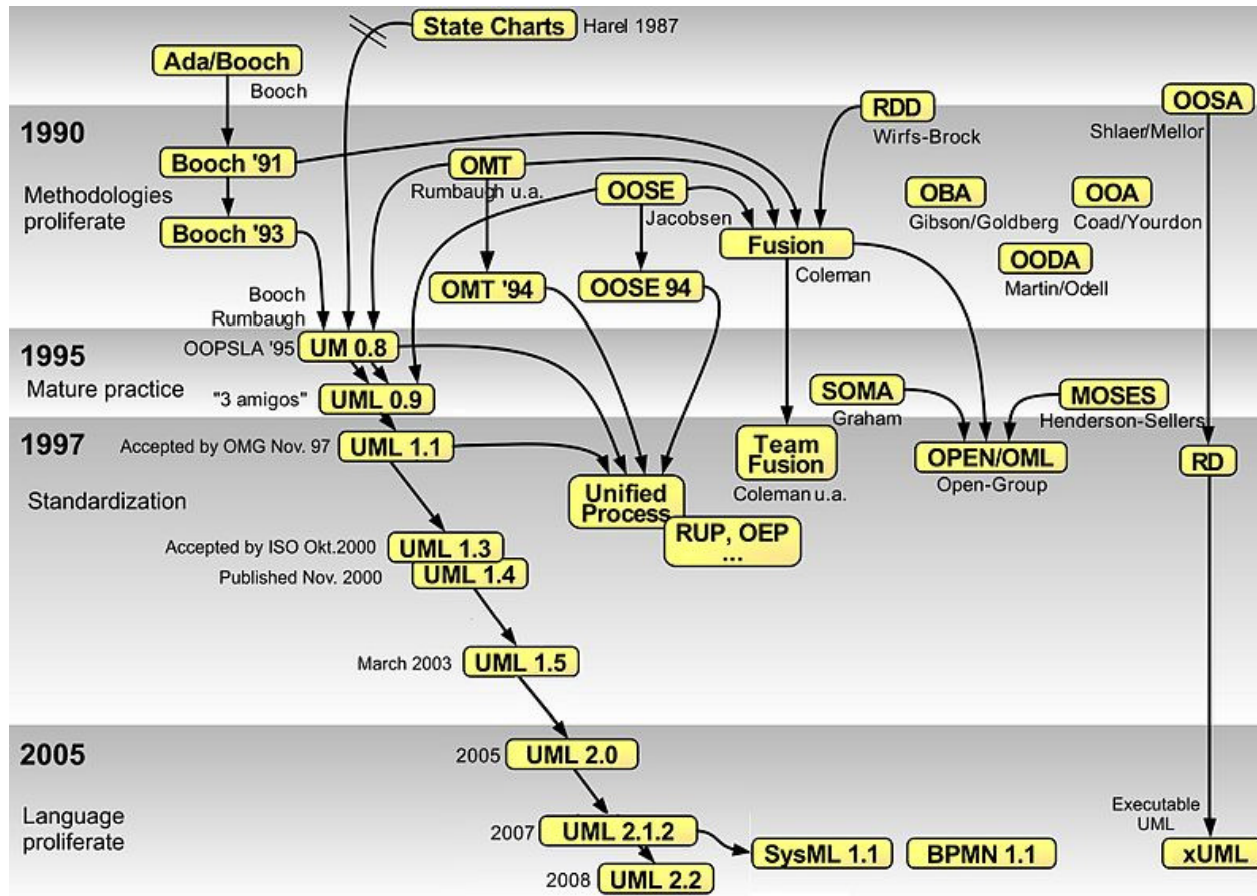 State Charts
Harel 1987
Ada/Booch
Booch
RDD
Wirfs-Brock
OOSA
Shlaer/Mellor
1990
Methodologies
proliferate
Booch '91
OMT
Rumbaugh u.a.
OOSE
Jacobsen
OBA
Gibson/Goldberg
OOA
Coad/Yourdon
Booch '93
Fusion
Coleman
OODA
Martin/Odell
OMT '94
OOSE 94
Booch
Rumbaugh
1995
Mature practice
OOPSLA '95
UM 0.8
"3 amigos"
UML 0.9
SOMA
Graham
MOSES
Henderson-Sellers
1997
Standardization
Accepted by OMG Nov. 97
UML 1.1
Team
Fusion
Coleman u.a.
OPEN/OML
Open-Group
RD
Unified
Process
RUP, OEP
...
Accepted by ISO Okt.2000
UML 1.3
Published Nov. 2000
UML 1.4
March 2003
UML 1.5
2005
Language
proliferate
2005
UML 2.0
2007
UML 2.1.2
2008
UML 2.2
SysML 1.1
BPMN 1.1
Executable
UML
xUML